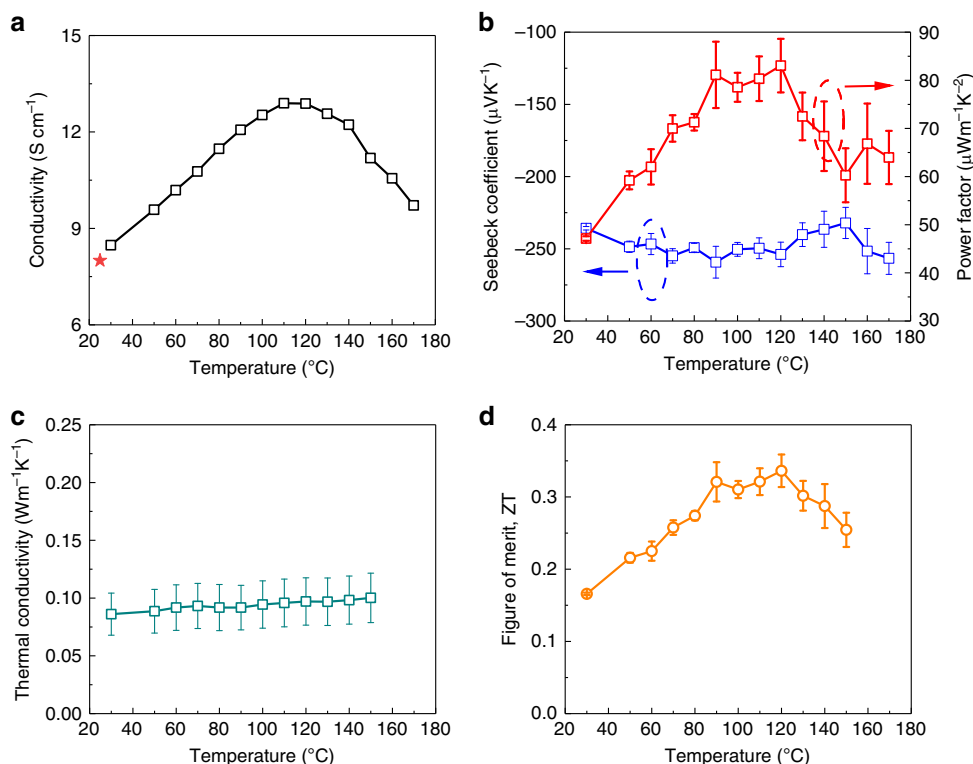 a
15
12
9
6
Conductivity (S cm⁻¹)
20 40 60 80 100 120 140 160 180
Temperature (°C)
b
−100
−150
−200
−250
−300
Seebeck coefficient (μVK⁻¹)
90
80
70
60
50
40
30
Power factor (μWm⁻¹K⁻²)
20 40 60 80 100 120 140 160 180
Temperature (°C)
c
0.25
0.20
0.15
0.10
0.05
0.00
Thermal conductivity (Wm⁻¹K⁻¹)
20 40 60 80 100 120 140 160 180
Temperature (°C)
d
0.4
0.3
0.2
0.1
0.0
Figure of merit, ZT
20 40 60 80 100 120 140 160 180
Temperature (°C)